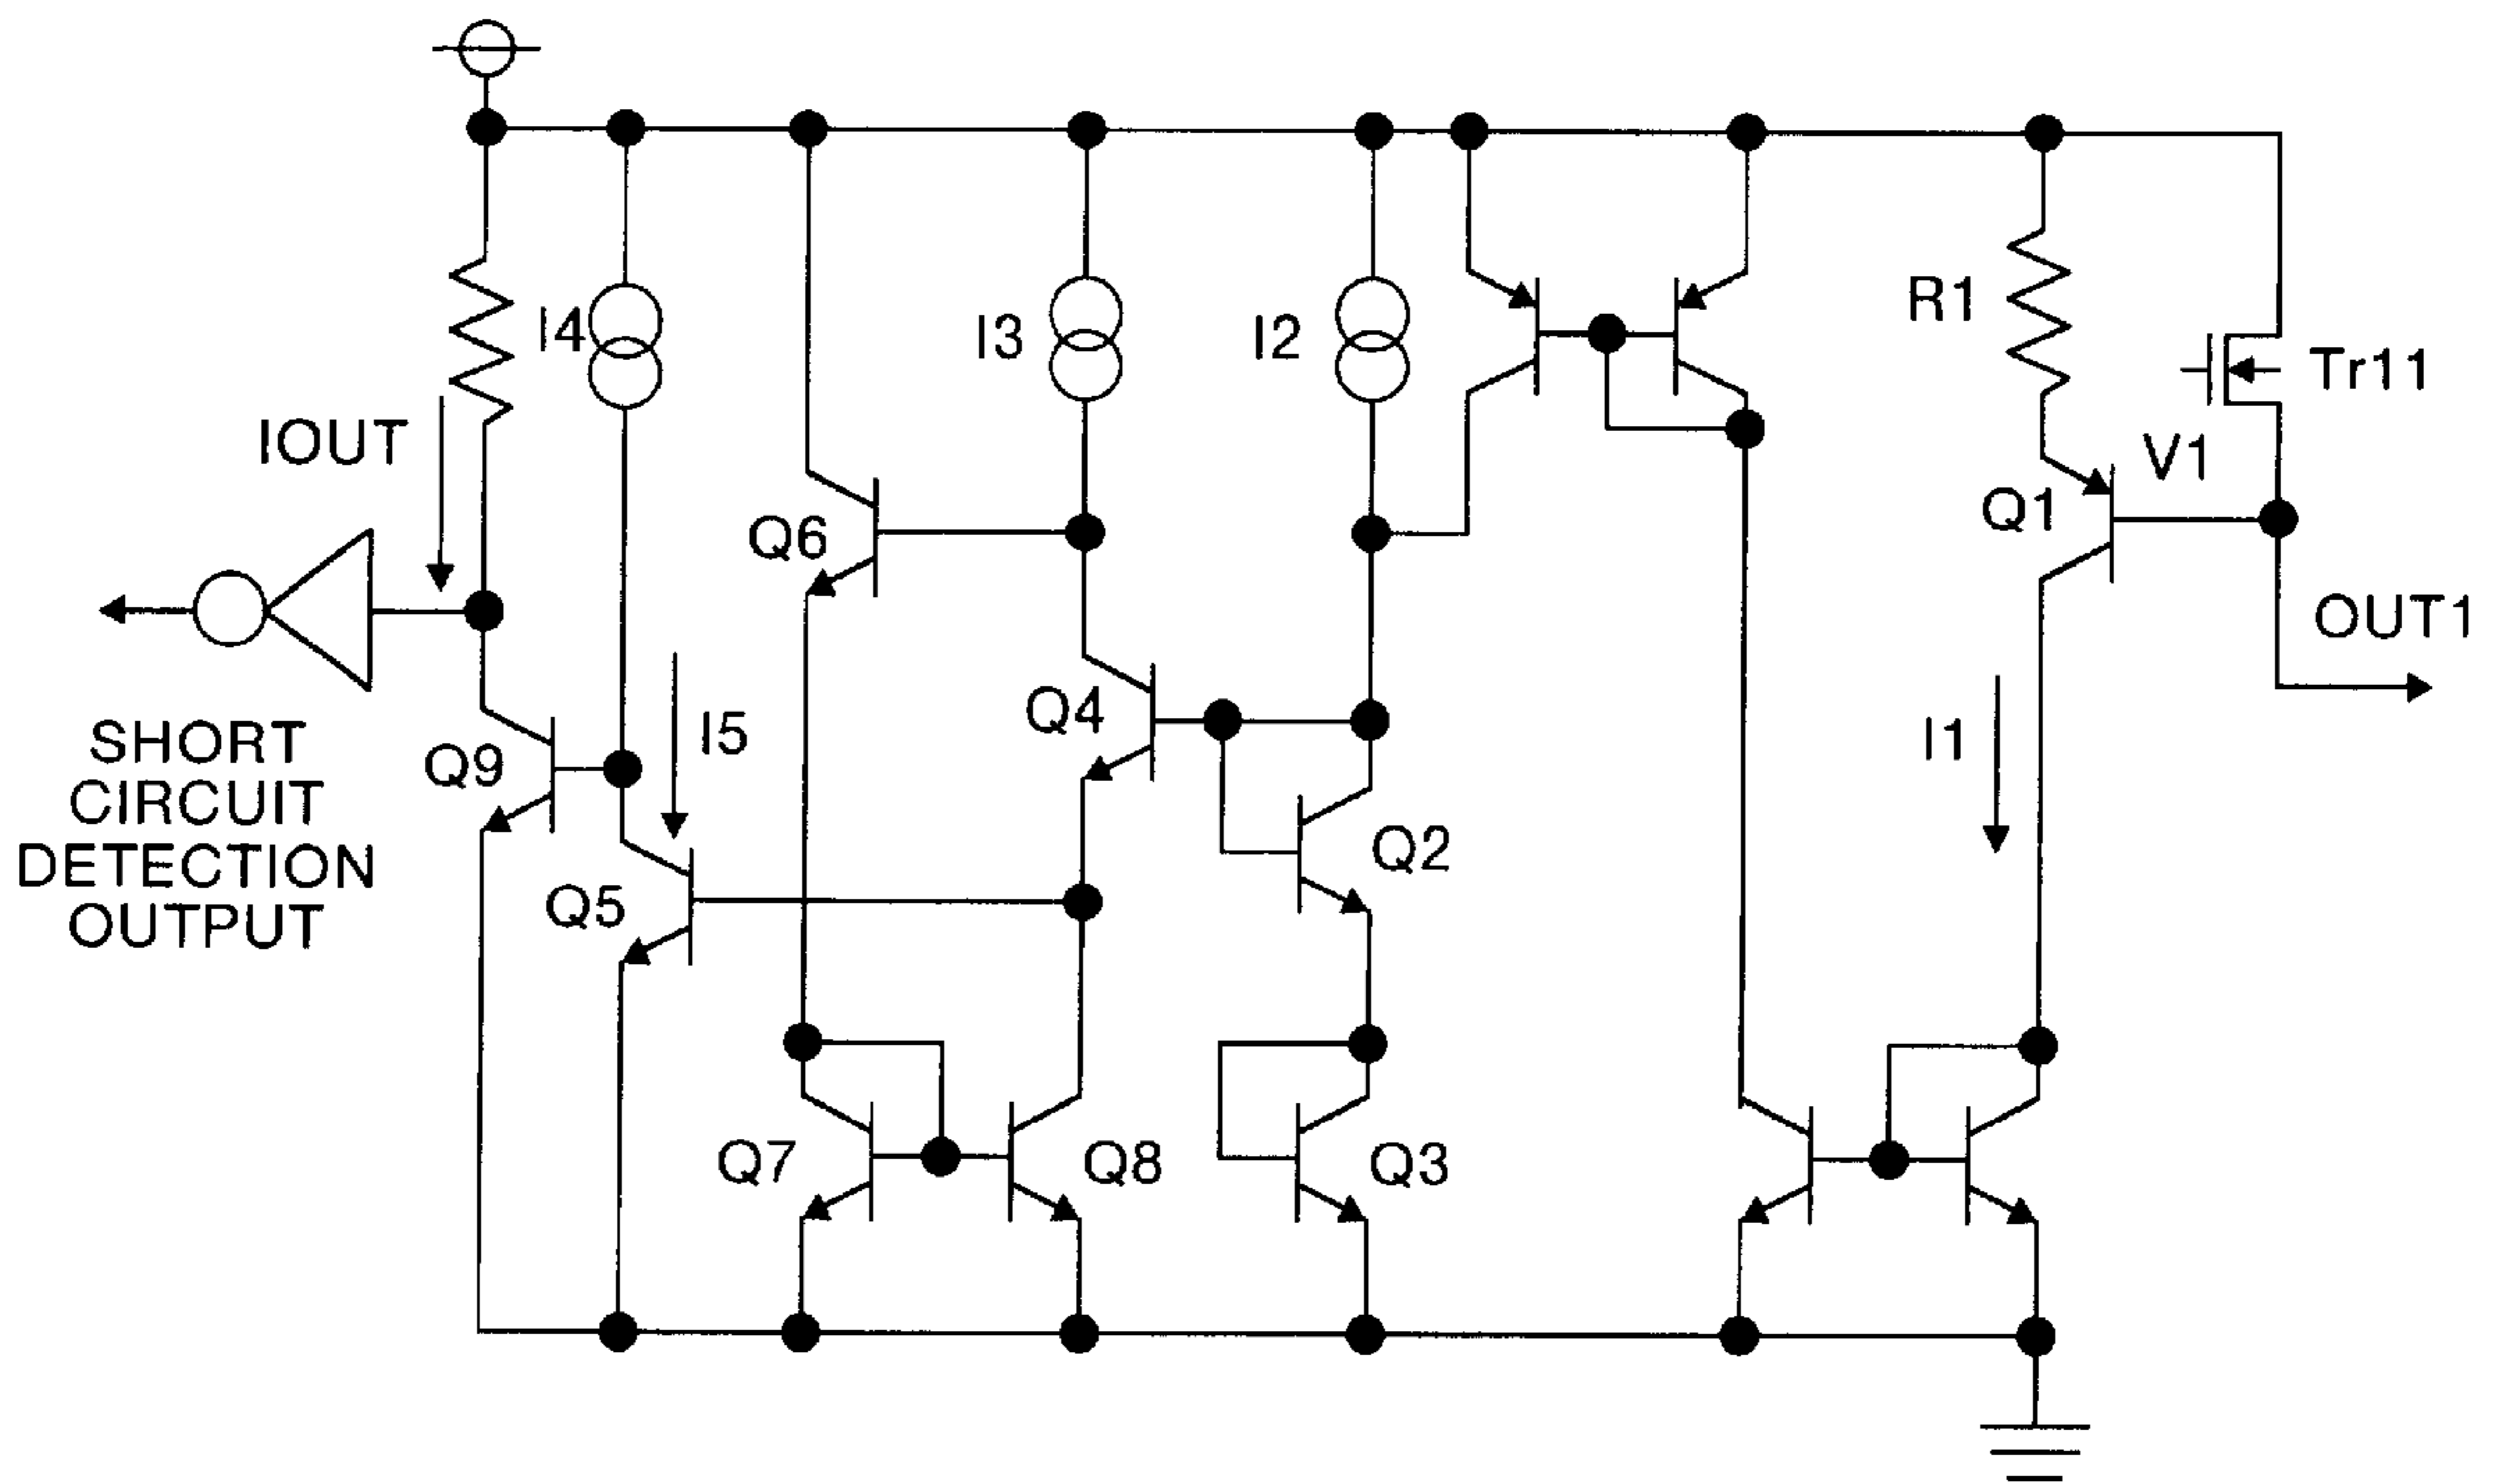 I4
I3
I2
R1
Tr11
IOUT
V1
Q6
Q1
OUT1
Q4
I5
I1
Q9
SHORT
CIRCUIT
DETECTION
OUTPUT
Q2
Q5
Q7
Q8
Q3